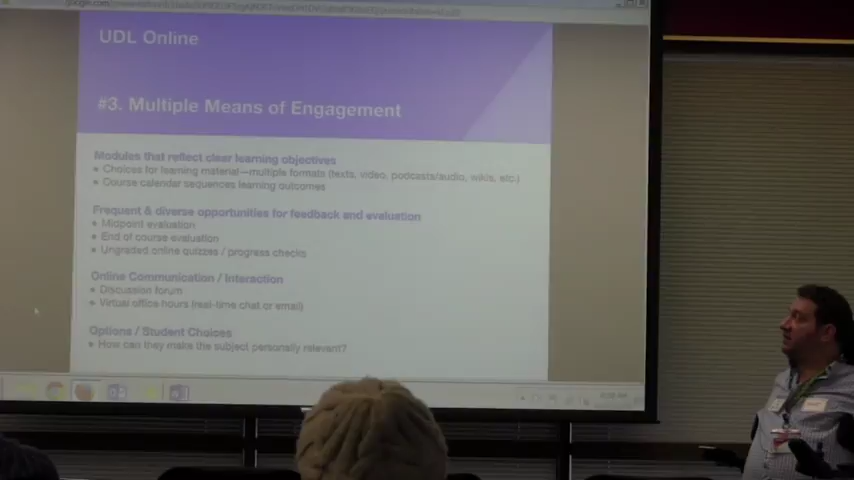 UDL Online
#3. Multiple Means of Engagement
Modules that reflect clear learning objectives
• Choices for learning material—multiple formats (texts, video, podcasts/audio, wikis, etc.)
• Course calendar sequences learning outcomes
Frequent & diverse opportunities for feedback and evaluation
• Midpoint evaluation
• End of course evaluation
• Ungraded online quizzes / progress checks
Online Communication / Interaction
• Discussion forum
• Virtual office hours (real-time chat or email)
Options / Student Choices
• How can they make the subject personally relevant?